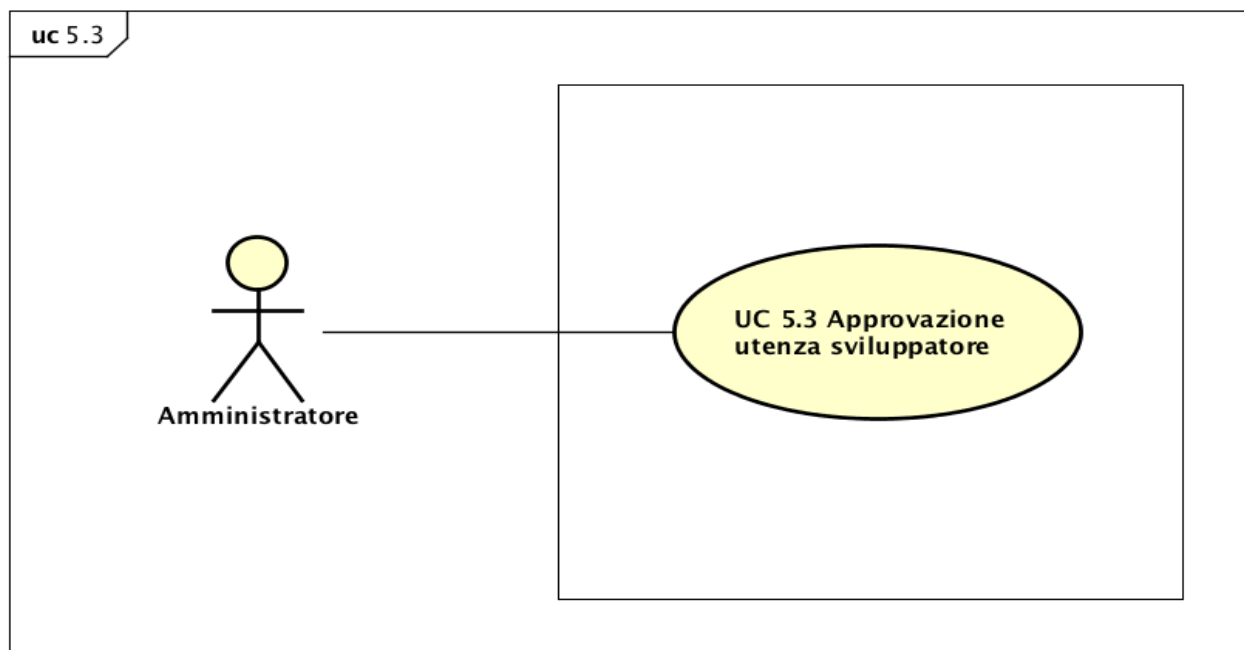 uc 5.3
UC 5.3 Approvazione
utenza sviluppatore
Amministratore